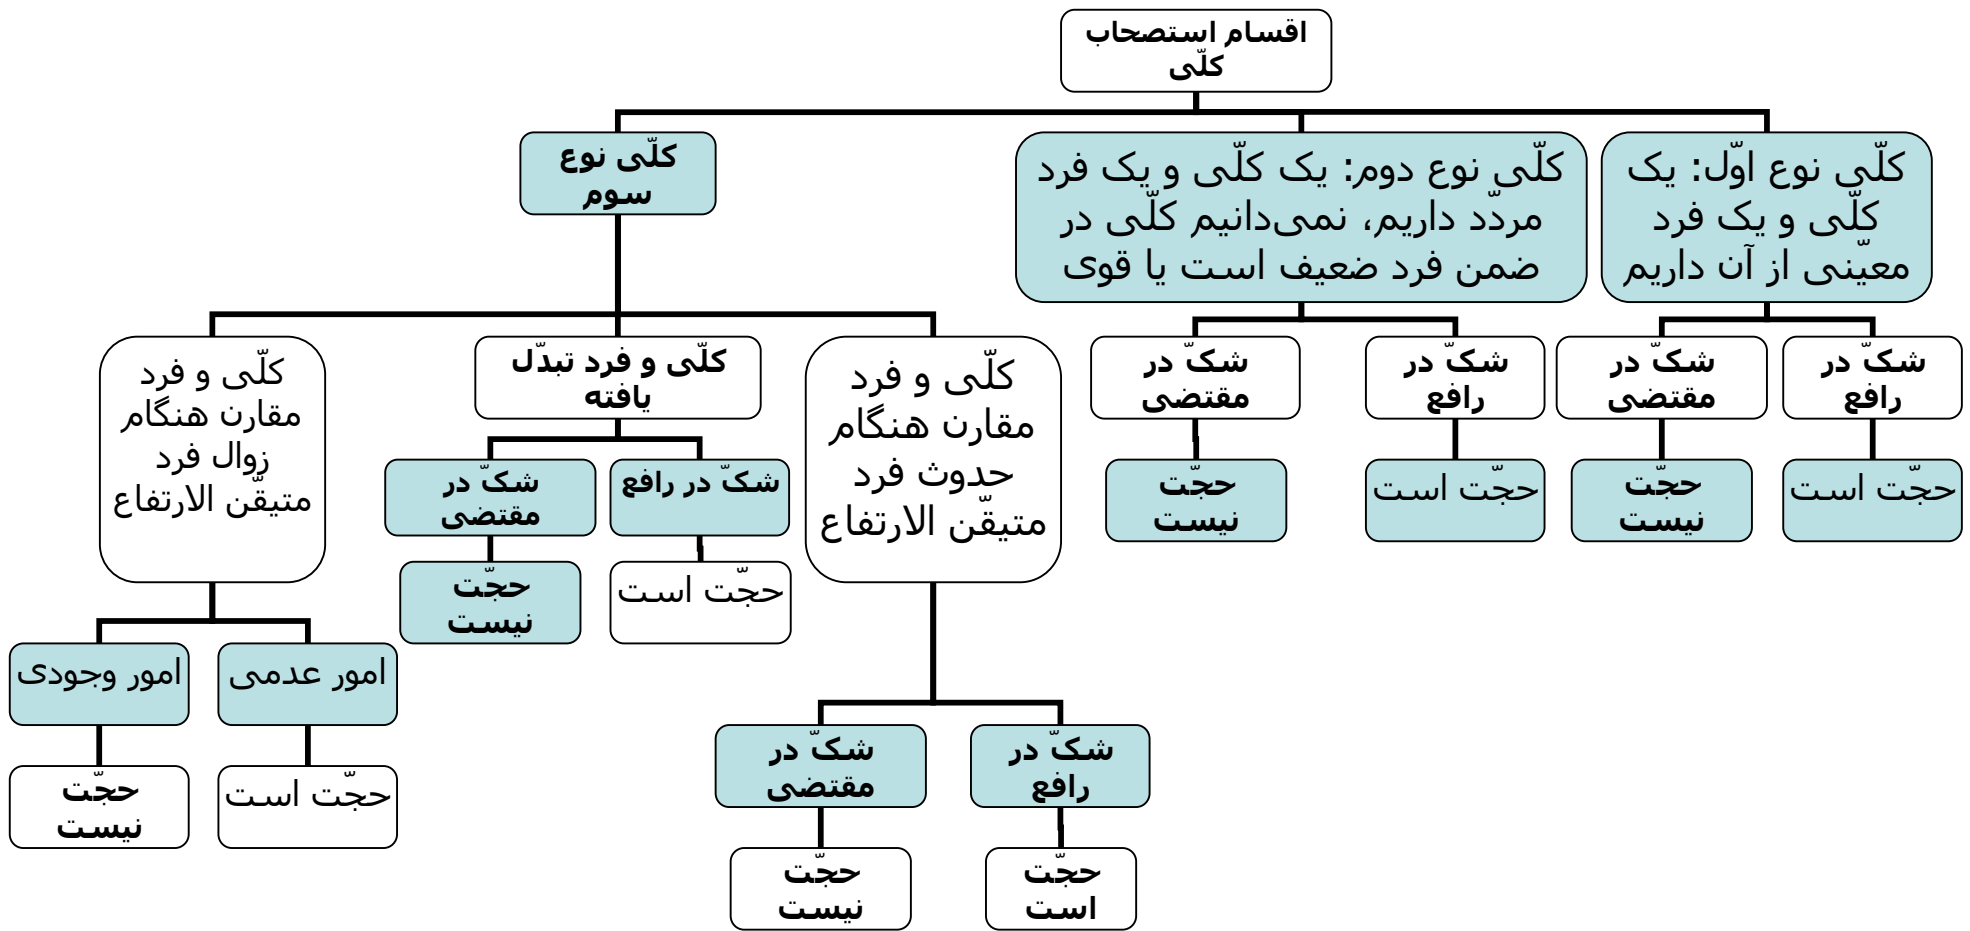 اقسام استصحاب
کلّی
کلّی نوع اوّل: یک
کلّی و یک فرد
معیّنی از آن داریم
کلّی نوع دوم: یک کلّی و یک فرد
مردّد داریم، نمی‌دانیم کلّی در
ضمن فرد ضعیف است یا قوی
کلّی نوع
سوم
شکّ در
رافع
شکّ در
مقتضی
شکّ در
رافع
شکّ در
مقتضی
کلّی و فرد
مقارن هنگام
حدوث فرد
متیقّن الارتفاع
کلّی و فرد تبدّل
یافته
کلّی و فرد
مقارن هنگام
زوال فرد
متیقّن الارتفاع
حجّت است
حجّت
نیست
حجّت است
حجّت
نیست
شکّ در رافع
شکّ در
مقتضی
حجّت است
حجّت
نیست
امور عدمی
امور وجودی
شکّ در
رافع
شکّ در
مقتضی
حجّت است
حجّت
نیست
حجّت
است
حجّت
نیست